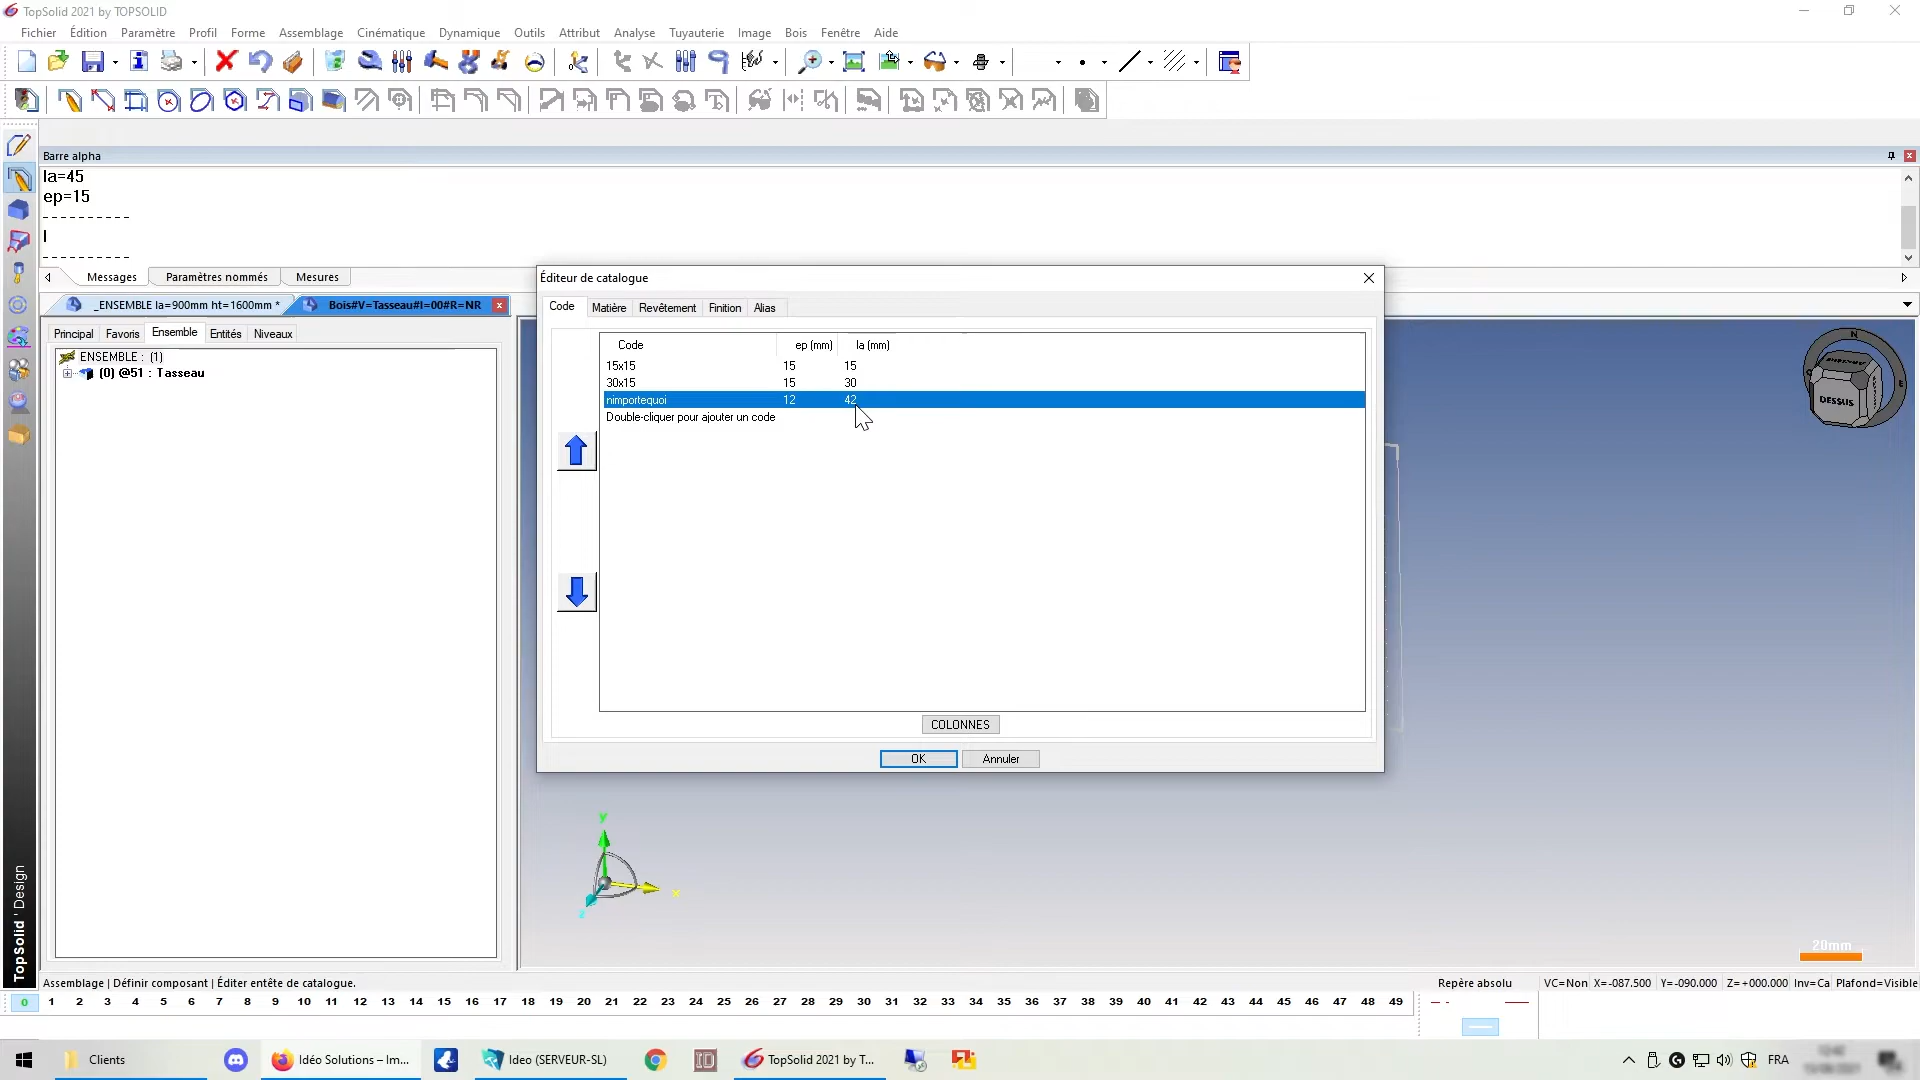 TopSolid 2021 by TOPSOLID
Fichier Édition Paramètre Profil Forme Assemblage Cinématique Dynamique Outils Attribut Analyse Tuyauterie Image Bois Fenêtre Aide
Barre alpha
la=45
ep=15
----------
l
----------
Messages Paramètres nommés Mesures
_ENSEMBLE la=900mm ht=1600mm * Bois#V=Tasseau#I=00#R=NR
Principal Favoris Ensemble Entités Niveaux
ENSEMBLE : (1)
(0) @51 : Tasseau
Éditeur de catalogue
Code Matière Revêtement Finition Alias
Code ep (mm) la (mm)
15x15 15 15
30x15 15 30
nimportequoi 12 42
Double-cliquer pour ajouter un code
COLONNES
OK Annuler
N
E
DESSUS
y
x
z
20mm
TopSolid ' Design
Assemblage | Définir composant | Éditer entête de catalogue.
Repère absolu VC=Non X=-087.500 Y=-090.000 Z=+000.000 Inv=Ca Plafond=Visible
0 1 2 3 4 5 6 7 8 9 10 11 12 13 14 15 16 17 18 19 20 21 22 23 24 25 26 27 28 29 30 31 32 33 34 35 36 37 38 39 40 41 42 43 44 45 46 47 48 49
Clients Idéo Solutions – Im... Ideo (SERVEUR-SL) TopSolid 2021 by T... FRA